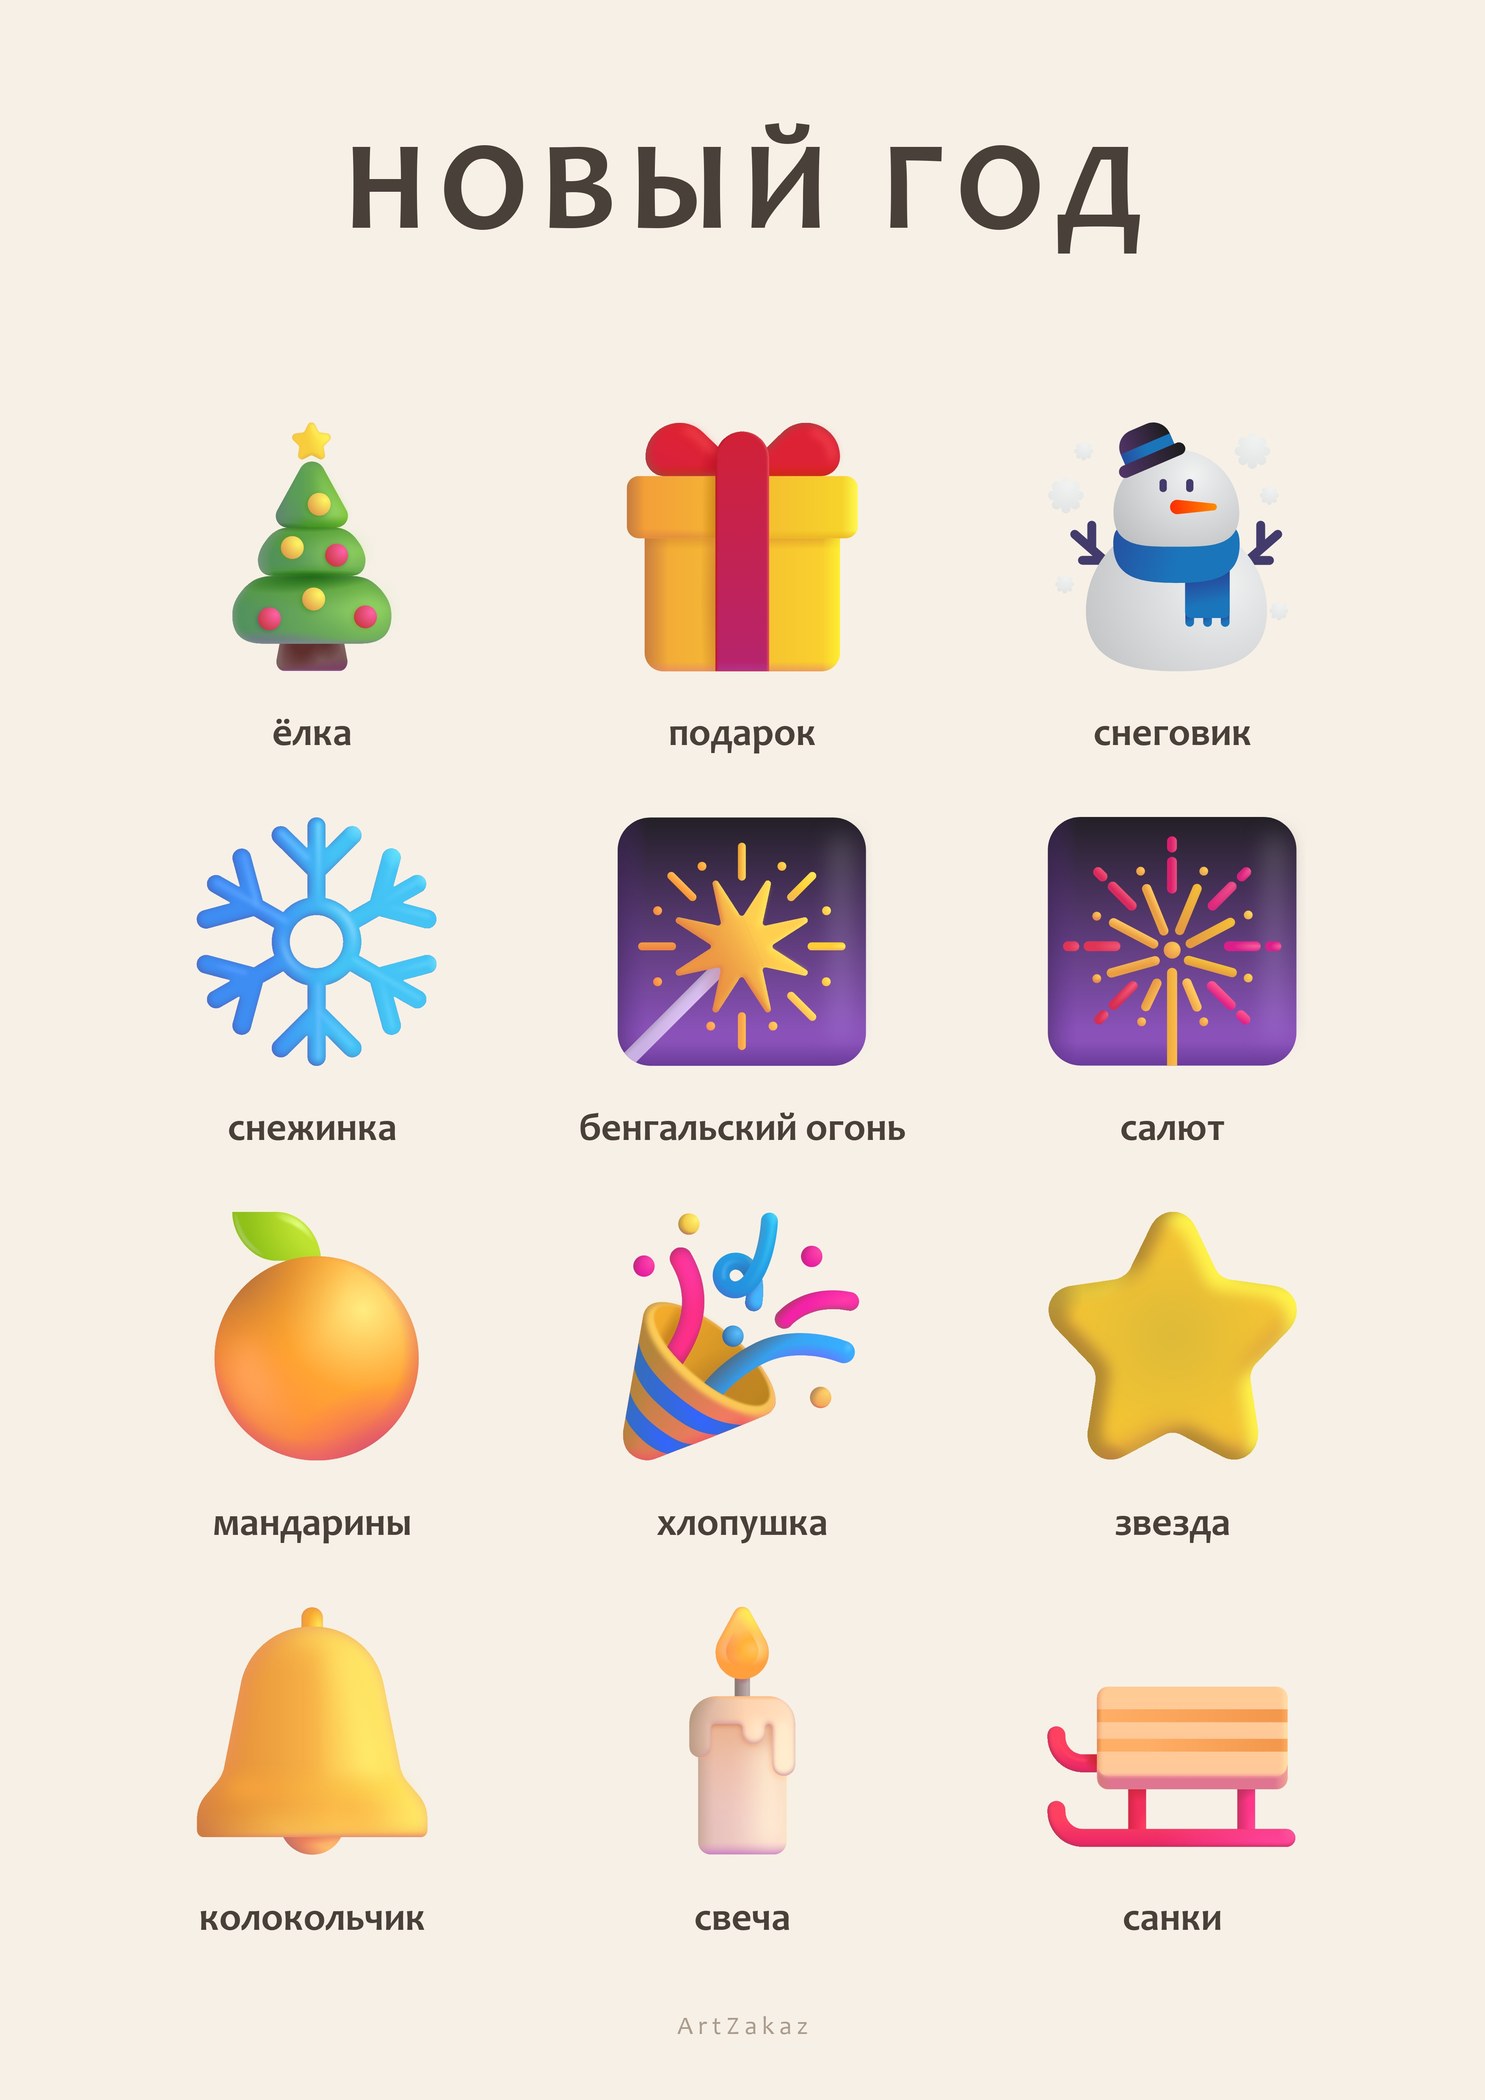 НОВЫЙ ГОД
ёлка
подарок
снеговик
снежинка
бенгальский огонь
салют
мандарины
хлопушка
звезда
колокольчик
свеча
санки
ArtZakaz